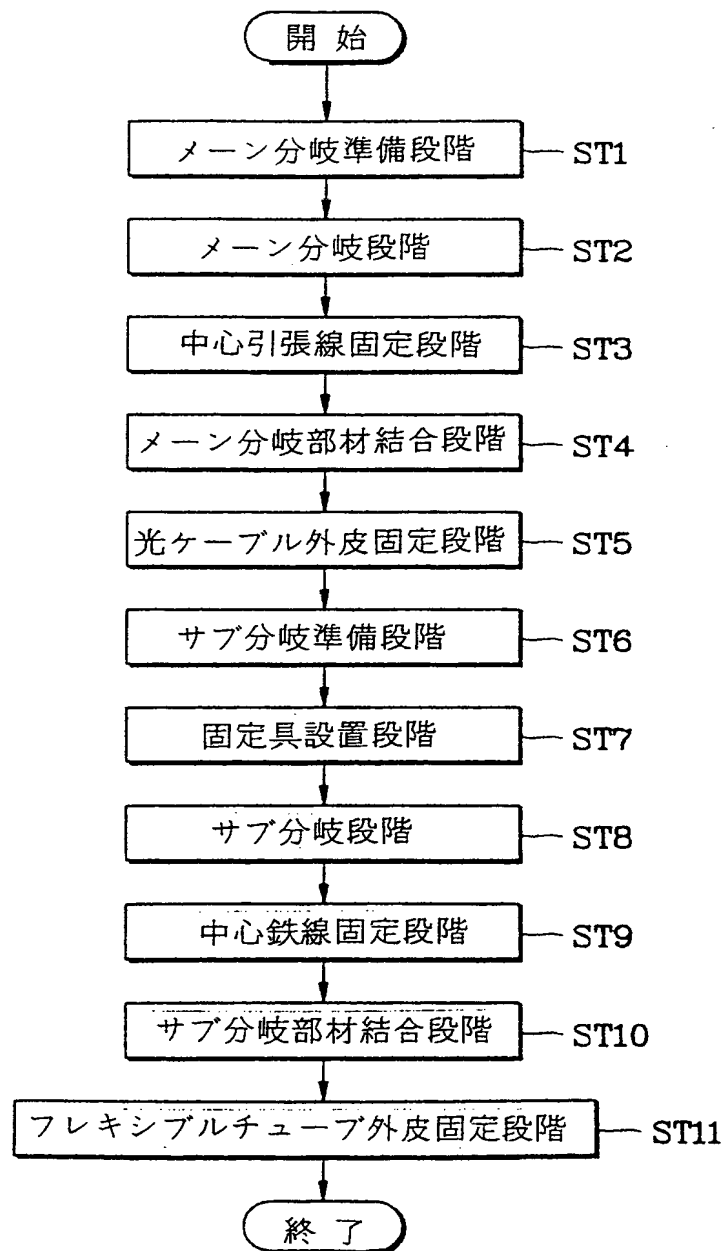 開始
メーン分岐準備段階 ST1
メーン分岐段階 ST2
中心引張線固定段階 ST3
メーン分岐部材結合段階 ST4
光ケーブル外皮固定段階 ST5
サブ分岐準備段階 ST6
固定具設置段階 ST7
サブ分岐段階 ST8
中心鉄線固定段階 ST9
サブ分岐部材結合段階 ST10
フレキシブルチューブ外皮固定段階 ST11
終了